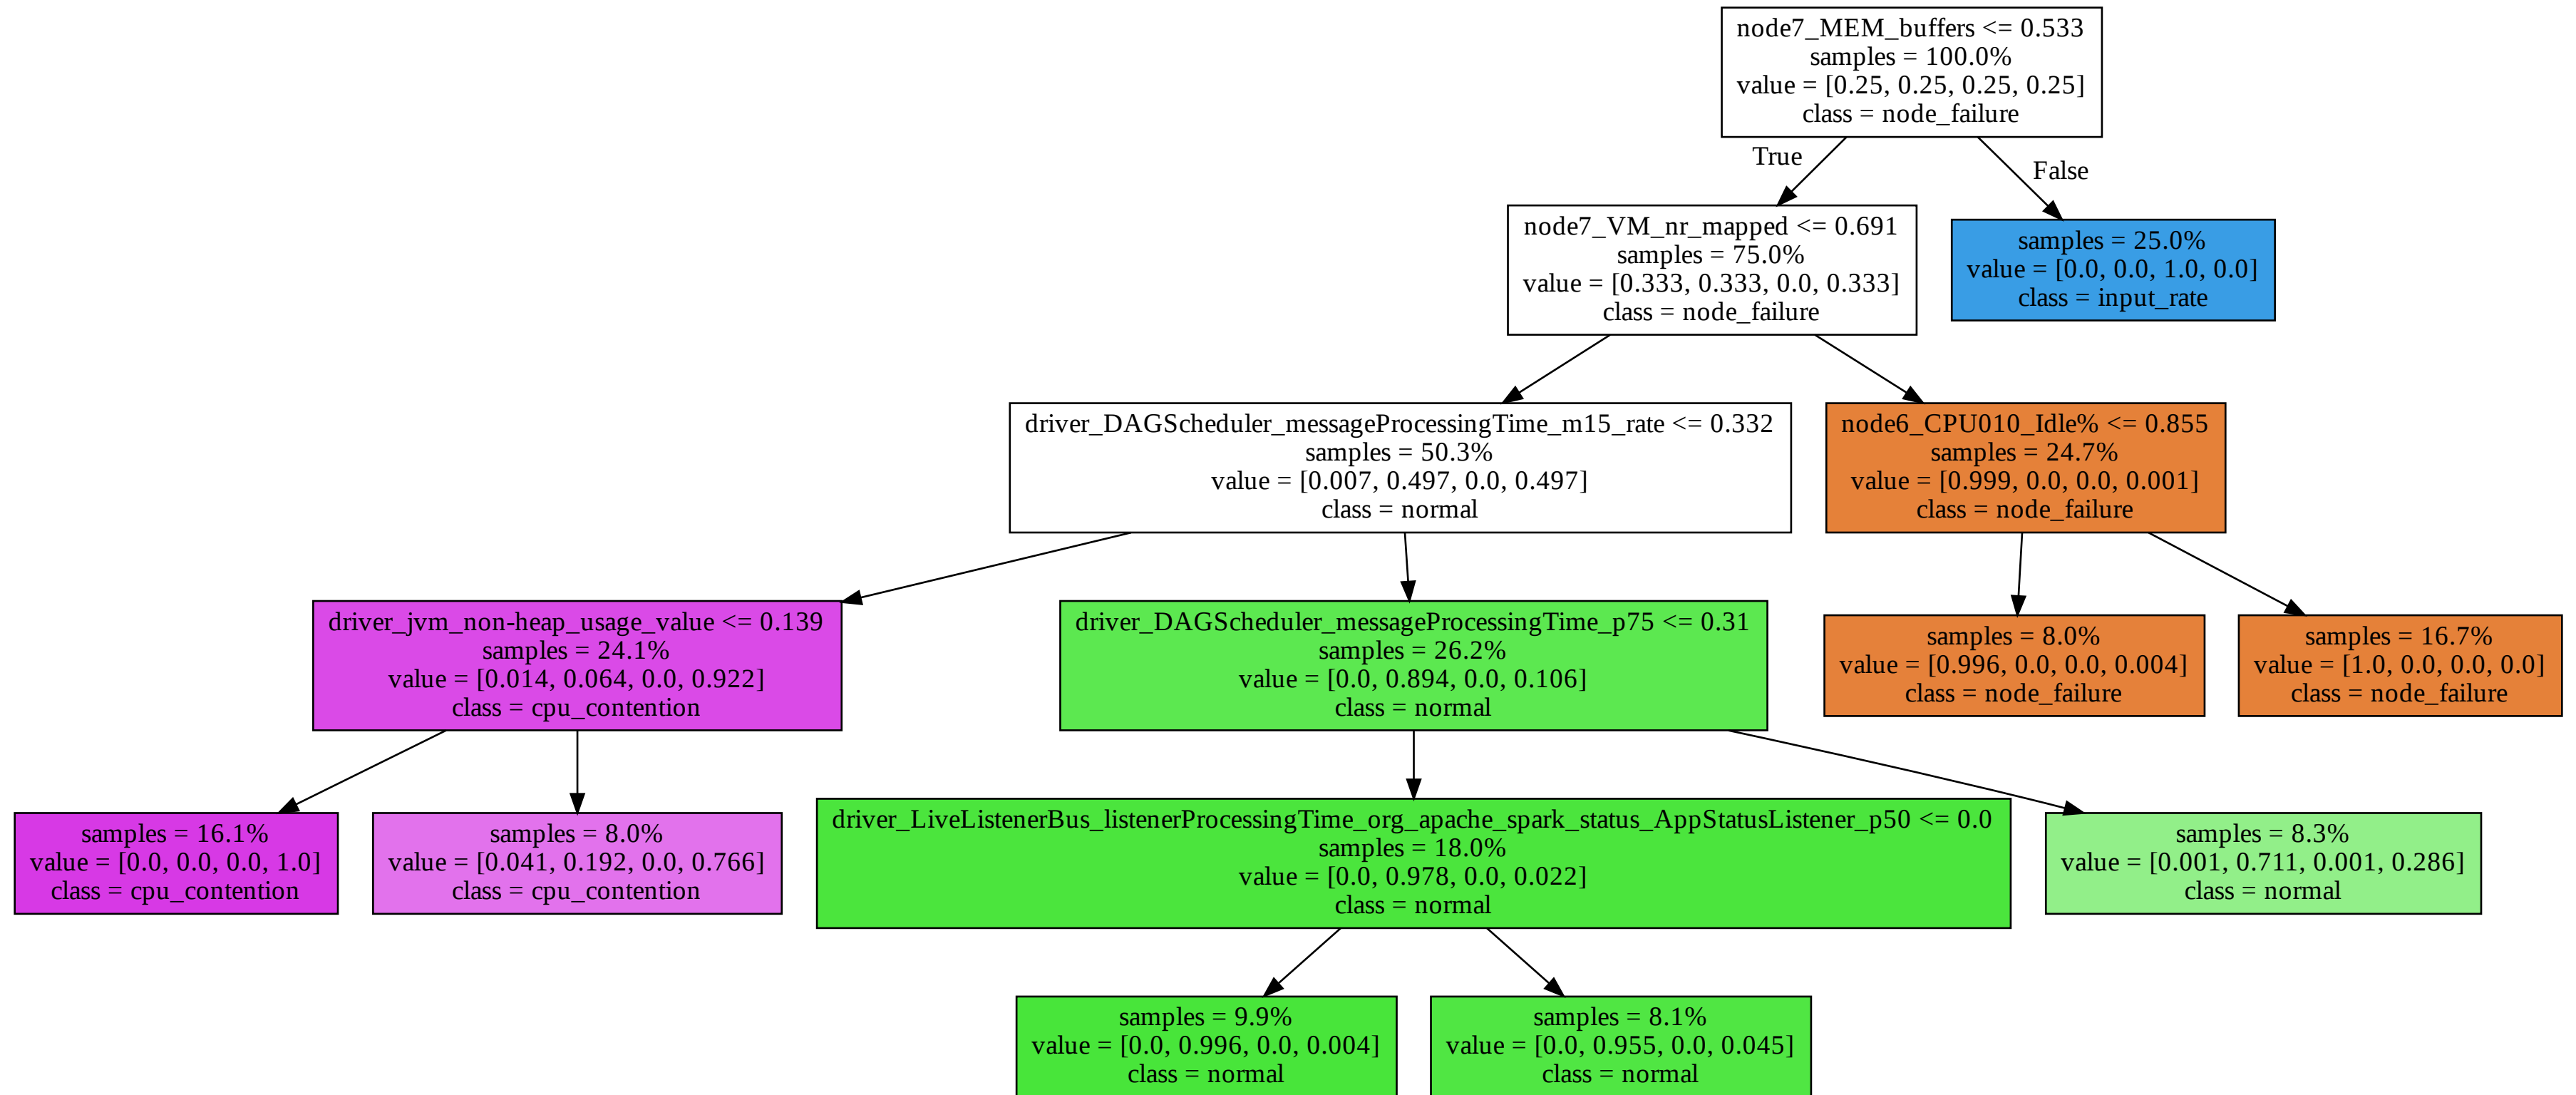 node7_MEM_buffers <= 0.533
samples = 100.0%
value = [0.25, 0.25, 0.25, 0.25]
class = node_failure
True
False
node7_VM_nr_mapped <= 0.691
samples = 75.0%
value = [0.333, 0.333, 0.0, 0.333]
class = node_failure
samples = 25.0%
value = [0.0, 0.0, 1.0, 0.0]
class = input_rate
driver_DAGScheduler_messageProcessingTime_m15_rate <= 0.332
samples = 50.3%
value = [0.007, 0.497, 0.0, 0.497]
class = normal
node6_CPU010_Idle% <= 0.855
samples = 24.7%
value = [0.999, 0.0, 0.0, 0.001]
class = node_failure
driver_jvm_non-heap_usage_value <= 0.139
samples = 24.1%
value = [0.014, 0.064, 0.0, 0.922]
class = cpu_contention
driver_DAGScheduler_messageProcessingTime_p75 <= 0.31
samples = 26.2%
value = [0.0, 0.894, 0.0, 0.106]
class = normal
samples = 8.0%
value = [0.996, 0.0, 0.0, 0.004]
class = node_failure
samples = 16.7%
value = [1.0, 0.0, 0.0, 0.0]
class = node_failure
samples = 16.1%
value = [0.0, 0.0, 0.0, 1.0]
class = cpu_contention
samples = 8.0%
value = [0.041, 0.192, 0.0, 0.766]
class = cpu_contention
driver_LiveListenerBus_listenerProcessingTime_org_apache_spark_status_AppStatusListener_p50 <= 0.0
samples = 18.0%
value = [0.0, 0.978, 0.0, 0.022]
class = normal
samples = 8.3%
value = [0.001, 0.711, 0.001, 0.286]
class = normal
samples = 9.9%
value = [0.0, 0.996, 0.0, 0.004]
class = normal
samples = 8.1%
value = [0.0, 0.955, 0.0, 0.045]
class = normal